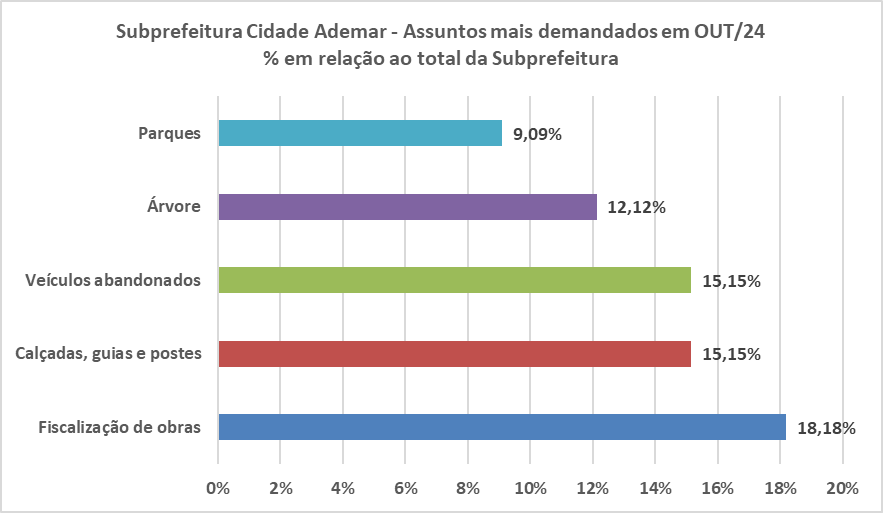 Subprefeitura Cidade Ademar - Assuntos mais demandados em OUT/24
% em relação ao total da Subprefeitura
Parques
9,09%
Árvore
12,12%
Veículos abandonados
15,15%
Calçadas, guias e postes
15,15%
Fiscalização de obras
18,18%
0% 2% 4% 6% 8% 10% 12% 14% 16% 18% 20%